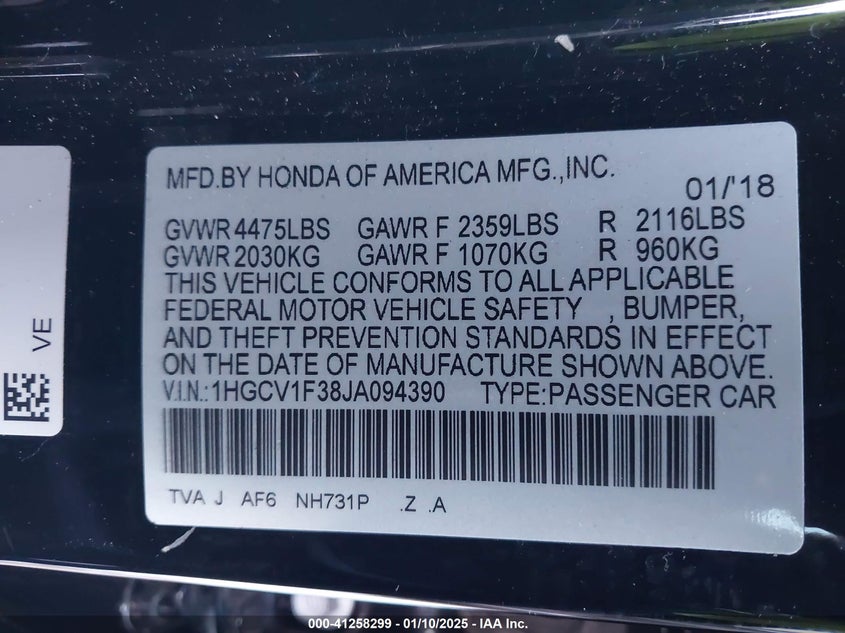 MFD.BY HONDA OF AMERICA MFG.,INC. 01/'18
GVWR 4475LBS GAWR F 2359LBS R 2116LBS
GVWR 2030KG GAWR F 1070KG R 960KG
THIS VEHICLE CONFORMS TO ALL APPLICABLE
FEDERAL MOTOR VEHICLE SAFETY , BUMPER,
AND THEFT PREVENTION STANDARDS IN EFFECT
ON THE DATE OF MANUFACTURE SHOWN ABOVE.
V.I.N.:1HGCV1F38JA094390 TYPE:PASSENGER CAR
TVA J AF6 NH731P .Z .A
VE
000-41258299 - 01/10/2025 - IAA Inc.